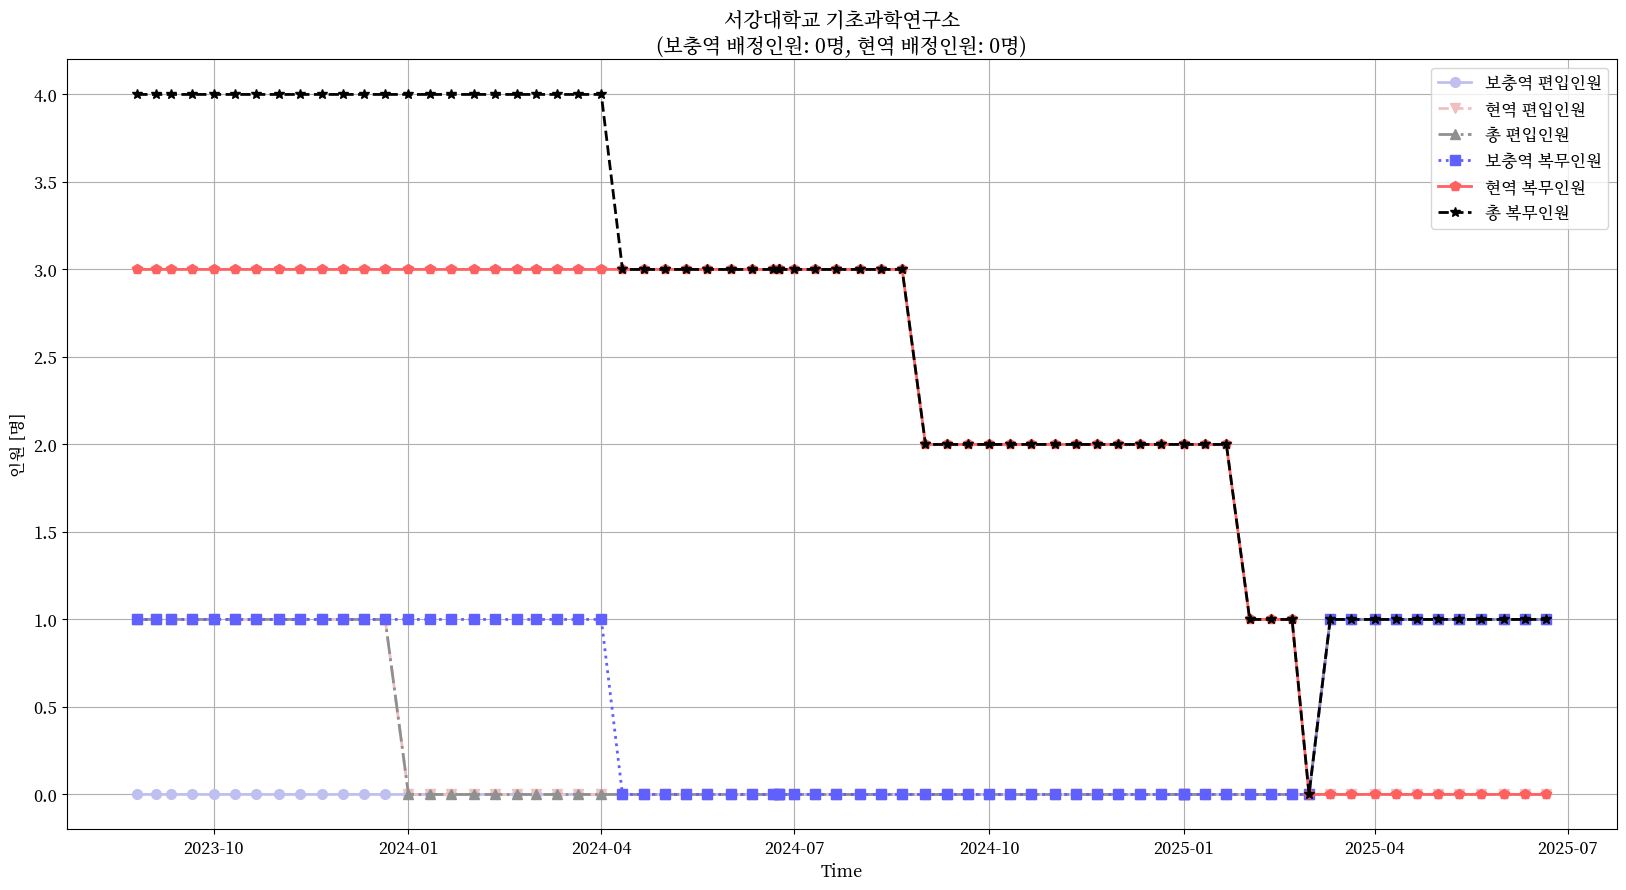 서강대학교 기초과학연구소
(보충역 배정인원: 0명, 현역 배정인원: 0명)
보충역 편입인원
현역 편입인원
총 편입인원
보충역 복무인원
현역 복무인원
총 복무인원
인원 [명]
4.0
3.5
3.0
2.5
2.0
1.5
1.0
0.5
0.0
2023-10
2024-01
2024-04
2024-07
2024-10
2025-01
2025-04
2025-07
Time